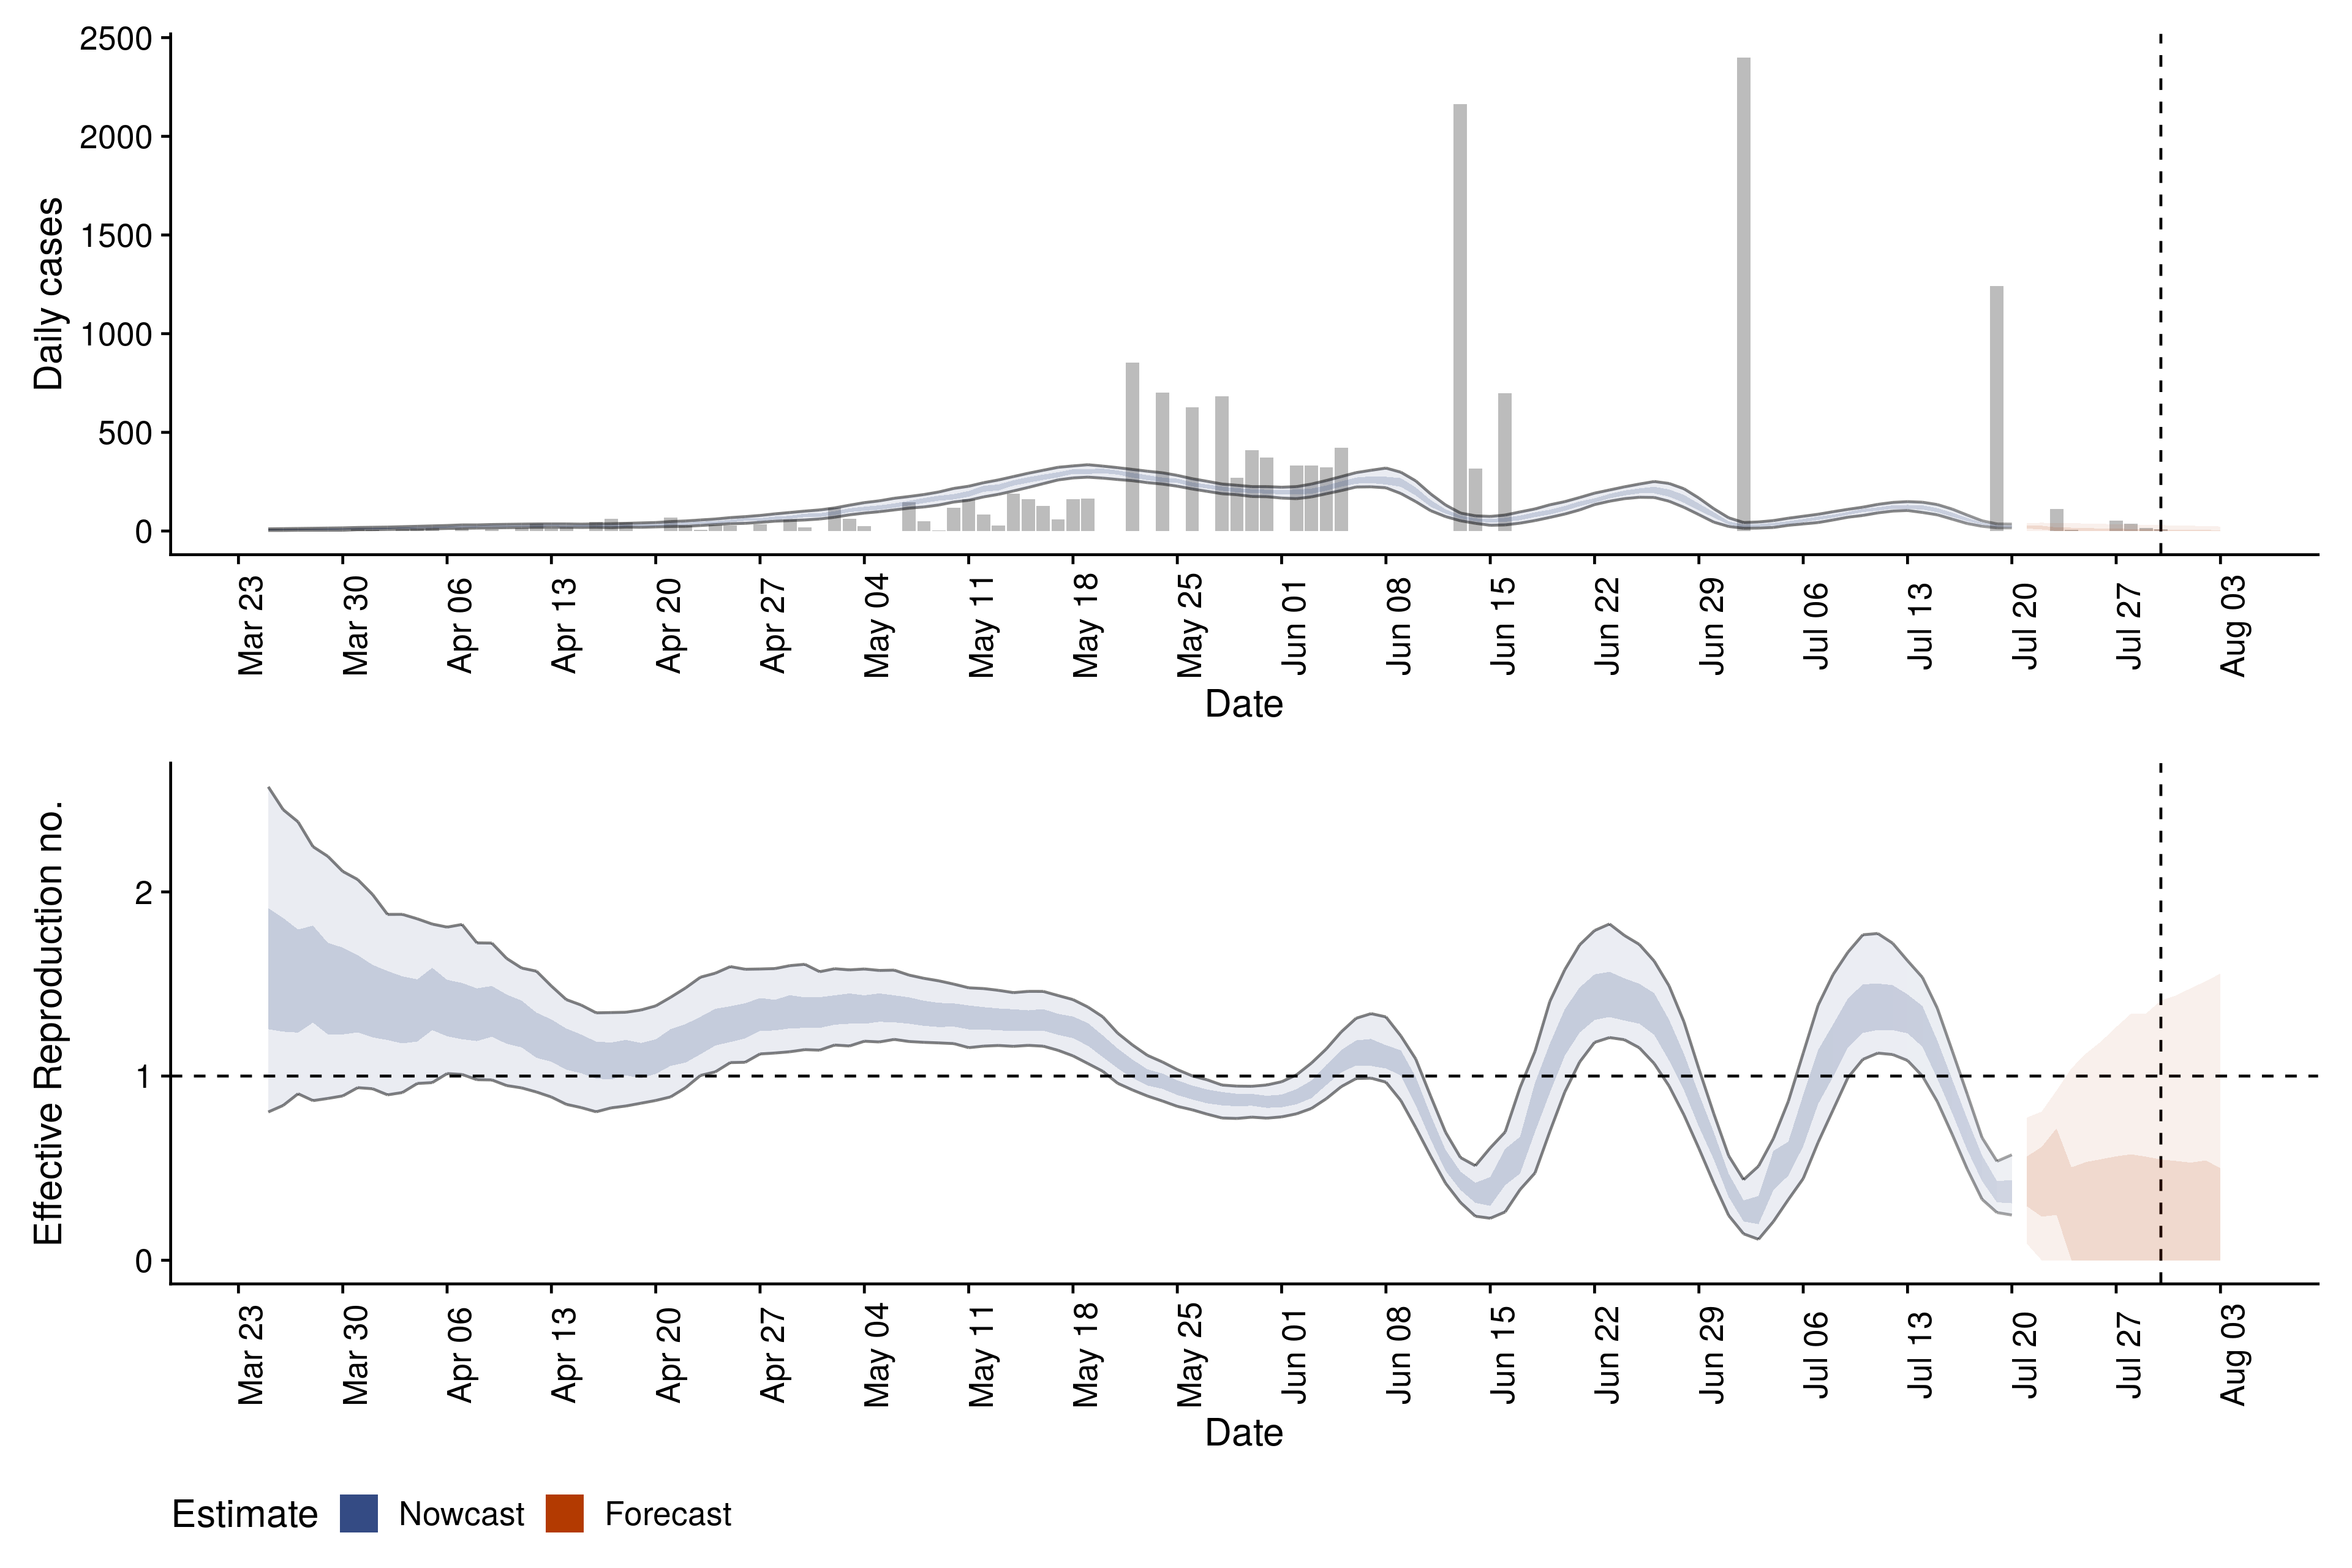 2500
2000
1500
1000
500
0
Daily cases
Mar 23 Mar 30 Apr 06 Apr 13 Apr 20 Apr 27 May 04 May 11 May 18 May 25 Jun 01 Jun 08 Jun 15 Jun 22 Jun 29 Jul 06 Jul 13 Jul 20 Jul 27 Aug 03
Date
2
1
0
Effective Reproduction no.
Mar 23 Mar 30 Apr 06 Apr 13 Apr 20 Apr 27 May 04 May 11 May 18 May 25 Jun 01 Jun 08 Jun 15 Jun 22 Jun 29 Jul 06 Jul 13 Jul 20 Jul 27 Aug 03
Date
Estimate Nowcast Forecast